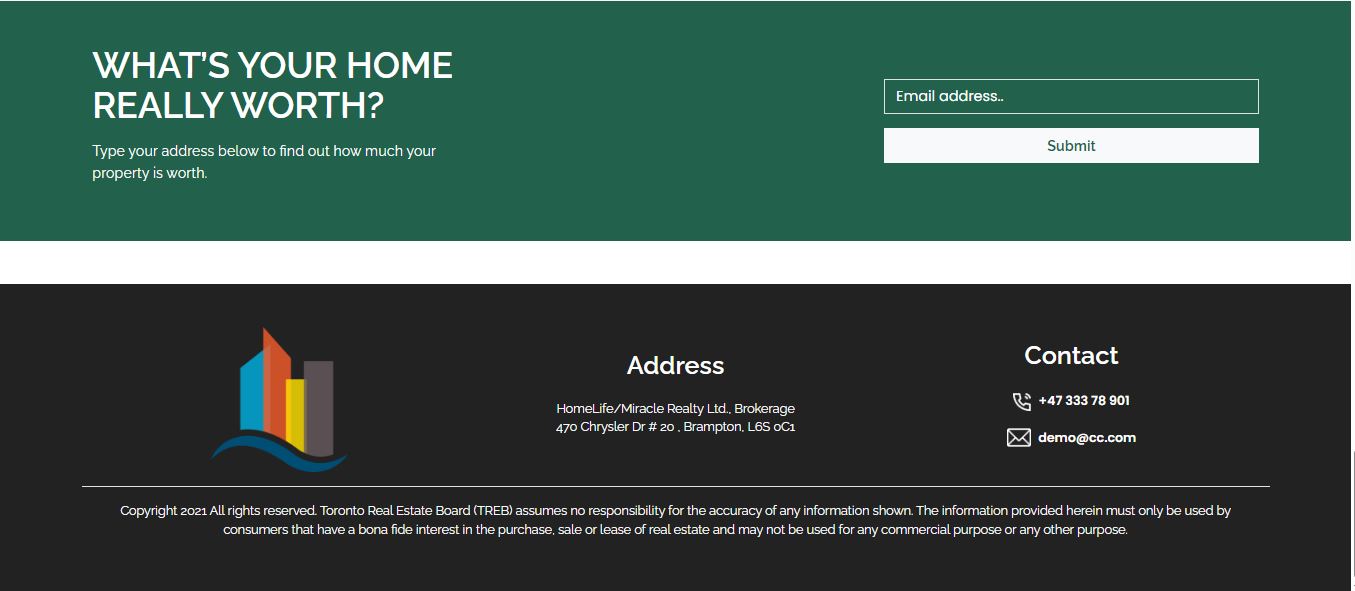 WHAT'S YOUR HOME
REALLY WORTH?
Type your address below to find out how much your
property is worth.
Email address..
Submit
Address
HomeLife/Miracle Realty Ltd., Brokerage
470 Chrysler Dr # 20 , Brampton, L6S 0C1
Contact
+47 333 78 901
demo@cc.com
Copyright 2021 All rights reserved. Toronto Real Estate Board (TREB) assumes no responsibility for the accuracy of any information shown. The information provided herein must only be used by
consumers that have a bona fide interest in the purchase, sale or lease of real estate and may not be used for any commercial purpose or any other purpose.